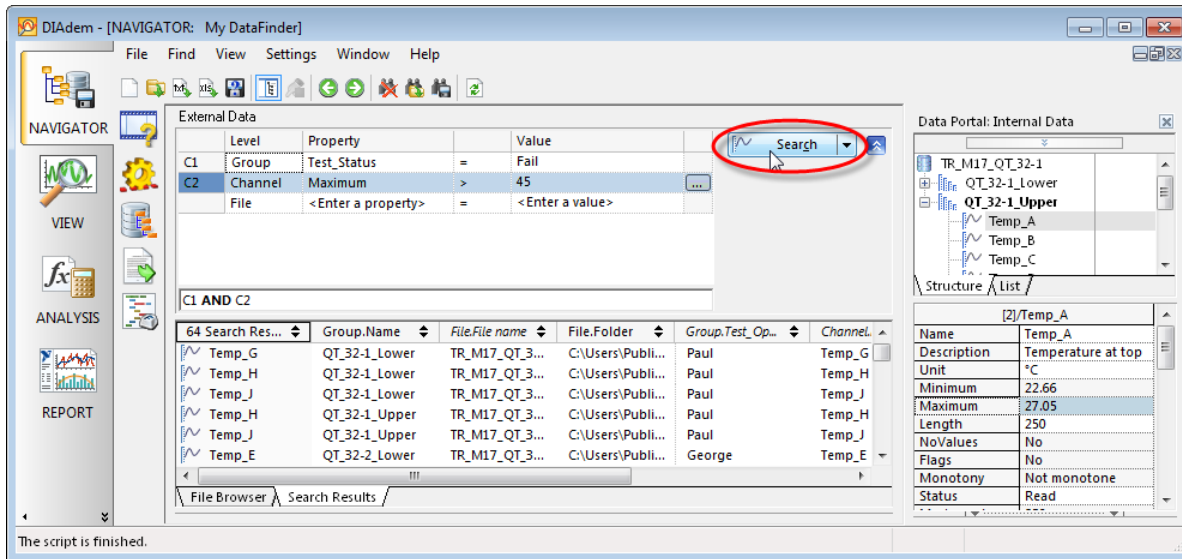 DIAdem - [NAVIGATOR: My DataFinder]
File Find View Settings Window Help
NAVIGATOR
VIEW
ANALYSIS
REPORT
External Data
Level Property Value
C1 Group Test_Status = Fail
C2 Channel Maximum > 45 ...
File <Enter a property> = <Enter a value>
Search
C1 AND C2
64 Search Res... Group.Name File.File name File.Folder Group.Test_Op... Channel.
Temp_G QT_32-1_Lower TR_M17_QT_3... C:\Users\Publi... Paul Temp_G
Temp_H QT_32-1_Lower TR_M17_QT_3... C:\Users\Publi... Paul Temp_H
Temp_J QT_32-1_Lower TR_M17_QT_3... C:\Users\Publi... Paul Temp_J
Temp_H QT_32-1_Upper TR_M17_QT_3... C:\Users\Publi... Paul Temp_H
Temp_J QT_32-1_Upper TR_M17_QT_3... C:\Users\Publi... Paul Temp_J
Temp_E QT_32-2_Lower TR_M17_QT_3... C:\Users\Publi... George Temp_E
File Browser Search Results
Data Portal: Internal Data
TR_M17_QT_32-1
QT_32-1_Lower
QT_32-1_Upper
Temp_A
Temp_B
Temp_C
Structure List
[2]/Temp_A
Name Temp_A
Description Temperature at top
Unit °C
Minimum 22.66
Maximum 27.05
Length 250
NoValues No
Flags No
Monotony Not monotone
Status Read
The script is finished.